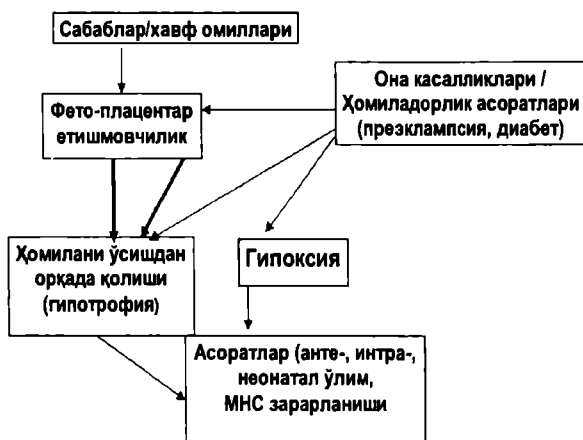 Сабаблар/хавф омиллари
Она касалликлари /
Ҳомиладорлик асоратлари
(преэклампсия, диабет)
Фето-плацентар
етишмовчилик
Ҳомилани ўсишдан
орқада қолиши
(гипотрофия)
Гипоксия
Асоратлар (анте-, интра-,
неонатал ўлим,
МНС зарарланиши